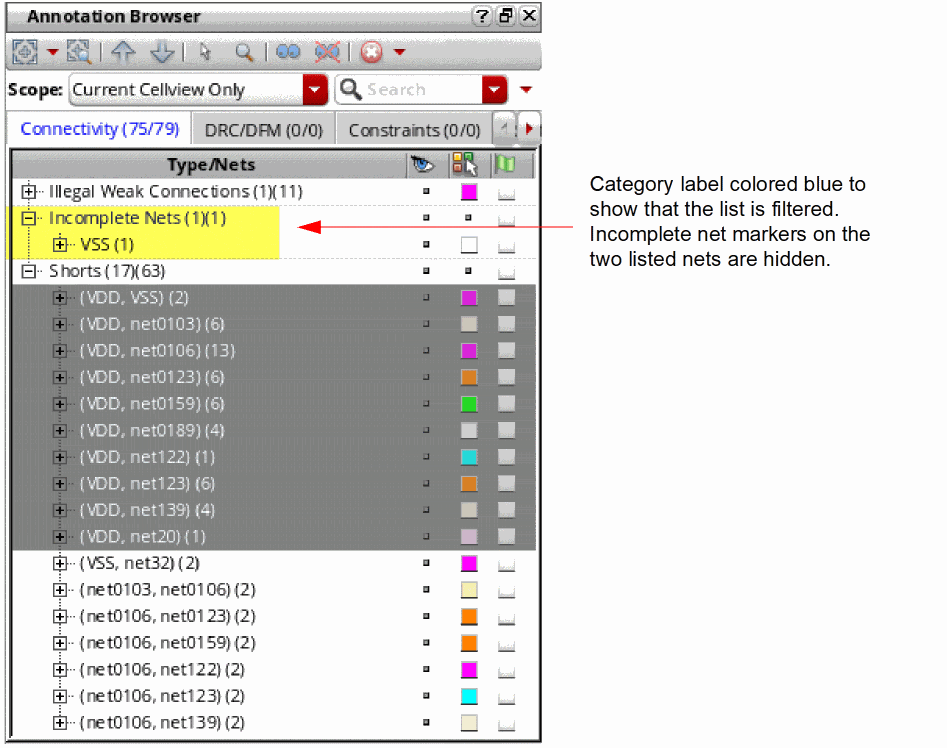 Annotation Browser
Scope: Current Cellview Only Search
Connectivity (75/79) DRC/DFM (0/0) Constraints (0/0)
Type/Nets
Illegal Weak Connections (1)(11)
Incomplete Nets (1)(1)
VSS (1)
Shorts (17)(63)
(VDD, VSS) (2)
(VDD, net0103) (6)
(VDD, net0106) (13)
(VDD, net0123) (6)
(VDD, net0159) (6)
(VDD, net0189) (4)
(VDD, net122) (1)
(VDD, net123) (6)
(VDD, net139) (4)
(VDD, net20) (1)
(VSS, net32) (2)
(net0103, net0106) (2)
(net0106, net0123) (2)
(net0106, net0159) (2)
(net0106, net122) (2)
(net0106, net123) (2)
(net0106, net139) (2)
Category label colored blue to
show that the list is filtered.
Incomplete net markers on the
two listed nets are hidden.